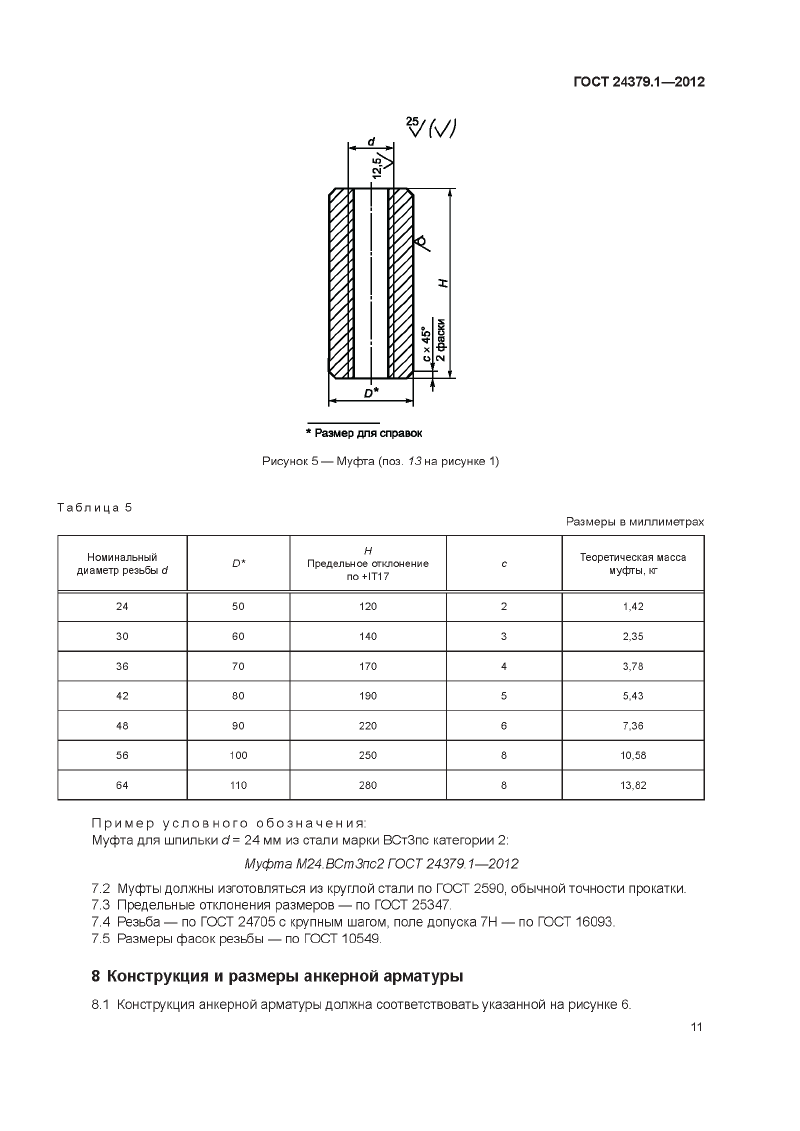 ГОСТ 24379.1—2012
25
d
12,5
H
c × 45°
2 фаски
D*
* Размер для справок
Рисунок 5 — Муфта (поз. 13 на рисунке 1)
Таблица 5
Размеры в миллиметрах
Номинальный диаметр резьбы d | D* | H Предельное отклонение по +IT17 | c | Теоретическая масса муфты, кг
24 | 50 | 120 | 2 | 1,42
30 | 60 | 140 | 3 | 2,35
36 | 70 | 170 | 4 | 3,78
42 | 80 | 190 | 5 | 5,43
48 | 90 | 220 | 6 | 7,36
56 | 100 | 250 | 8 | 10,58
64 | 110 | 280 | 8 | 13,82
Пример условного обозначения:
Муфта для шпильки d = 24 мм из стали марки ВСт3пс категории 2:
Муфта М24.ВСт3пс2 ГОСТ 24379.1—2012
7.2 Муфты должны изготовляться из круглой стали по ГОСТ 2590, обычной точности прокатки.
7.3 Предельные отклонения размеров — по ГОСТ 25347.
7.4 Резьба — по ГОСТ 24705 с крупным шагом, поле допуска 7Н — по ГОСТ 16093.
7.5 Размеры фасок резьбы — по ГОСТ 10549.
8 Конструкция и размеры анкерной арматуры
8.1 Конструкция анкерной арматуры должна соответствовать указанной на рисунке 6.
11